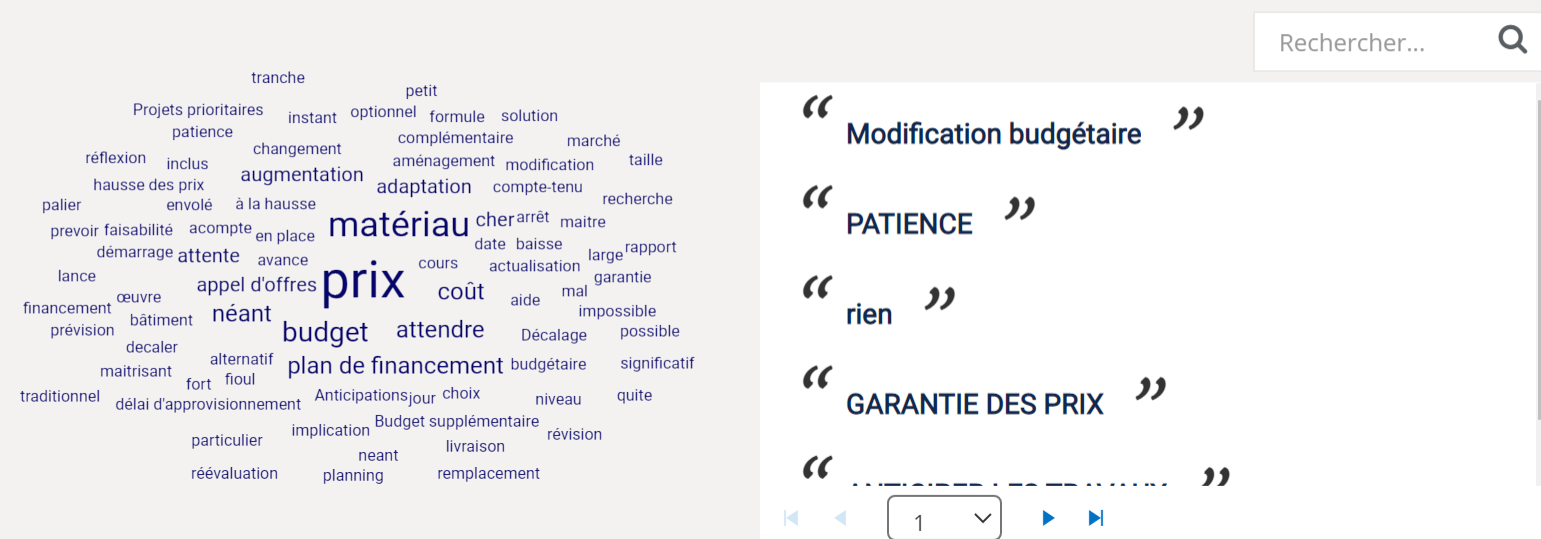 Rechercher...
tranche
petit
Projets prioritaires
instant
optionnel
formule
solution
patience
complémentaire
marché
changement
réflexion
inclus
aménagement
modification
taille
augmentation
hausse des prix
adaptation
compte-tenu
palier
envolé
à la hausse
recherche
matériau
cher
arrêt
maitre
prevoir
faisabilité
acompte
en place
date
baisse
démarrage
attente
avance
cours
actualisation
large
rapport
lance
appel d'offres
prix
coût
garantie
financement
œuvre
aide
mal
bâtiment
néant
impossible
prévision
budget
attendre
Décalage
possible
decaler
alternatif
plan de financement
budgétaire
significatif
maitrisant
fort
fioul
traditionnel
délai d'approvisionnement
Anticipations
jour
choix
niveau
quite
particulier
implication
Budget supplémentaire
révision
neant
livraison
réévaluation
planning
remplacement
“ Modification budgétaire ”
“ PATIENCE ”
“ rien ”
“ GARANTIE DES PRIX ”
“ ANTICIPER LES TRAVAUX ”
1